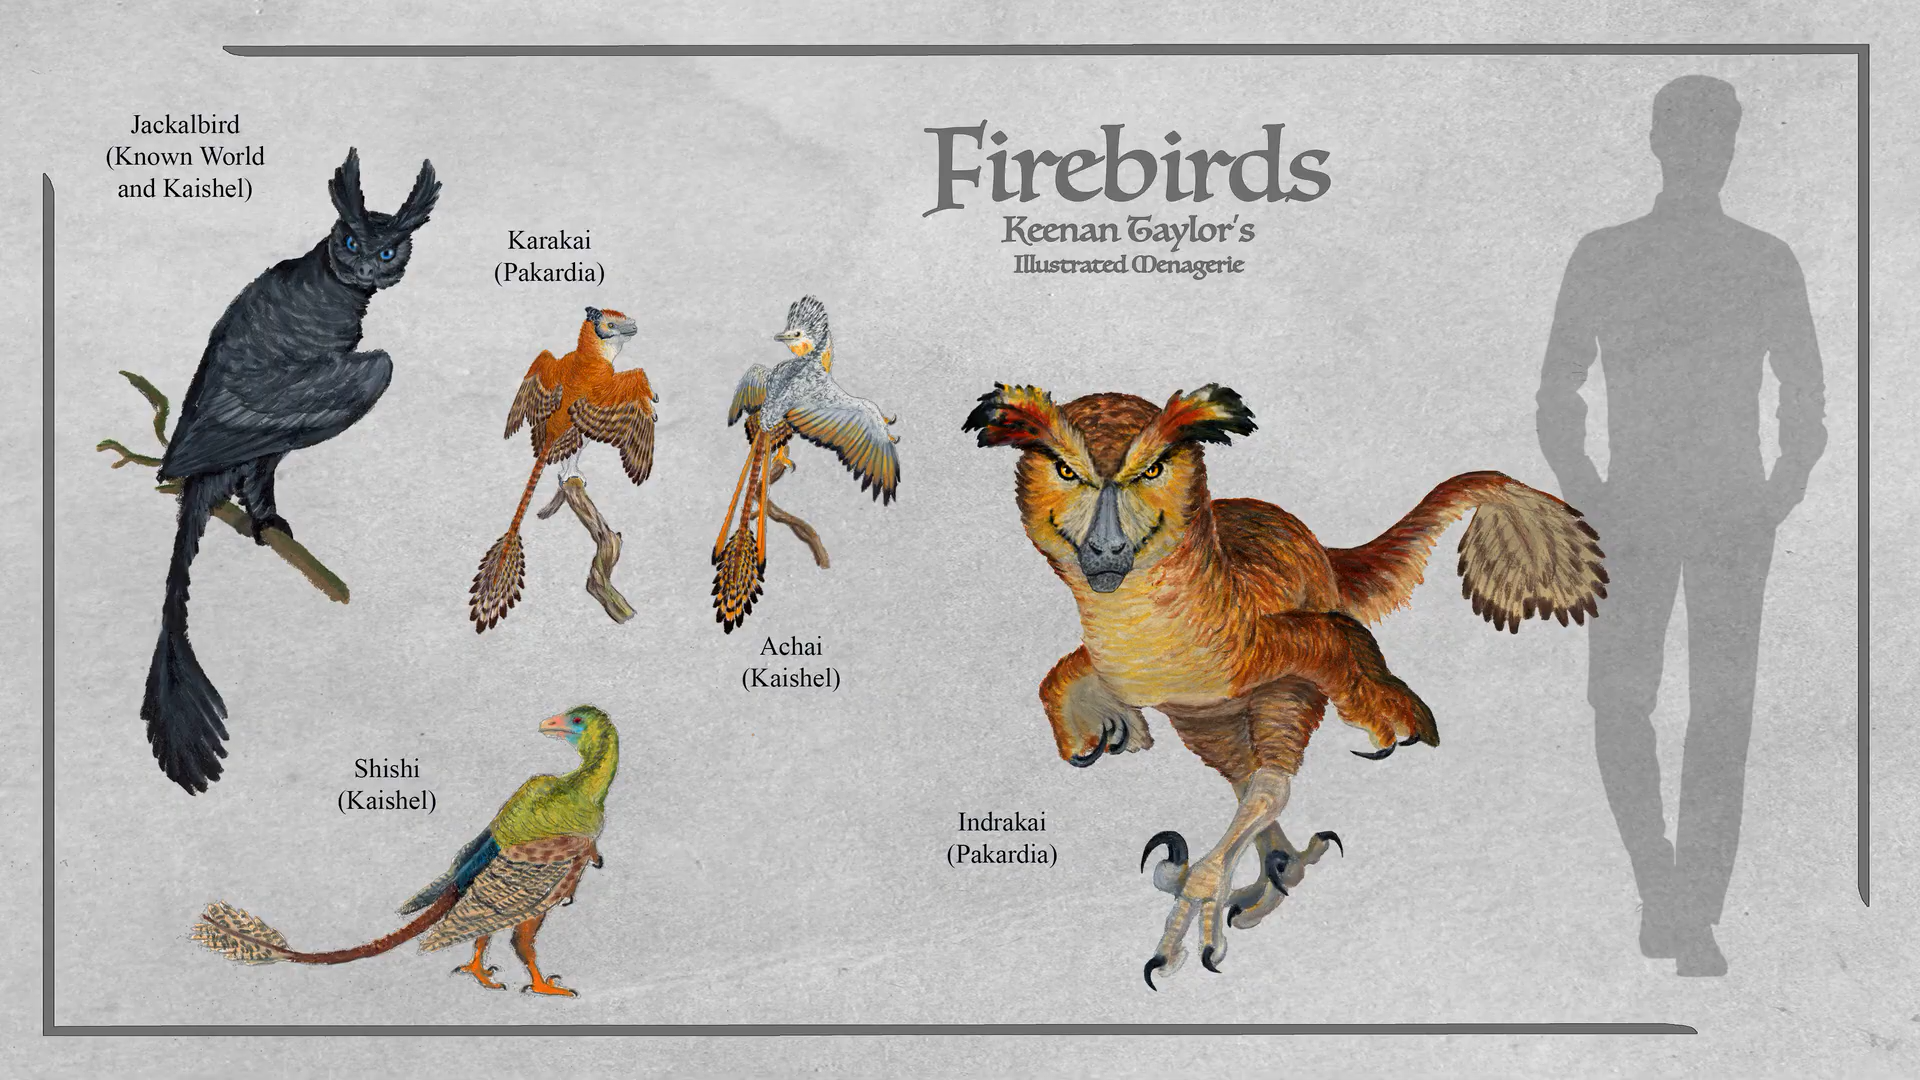 Jackalbird
(Known World
and Kaishel)
Karakai
(Pakardia)
Firebirds
Keenan Taylor's
Illustrated Menagerie
Achai
(Kaishel)
Shishi
(Kaishel)
Indrakai
(Pakardia)